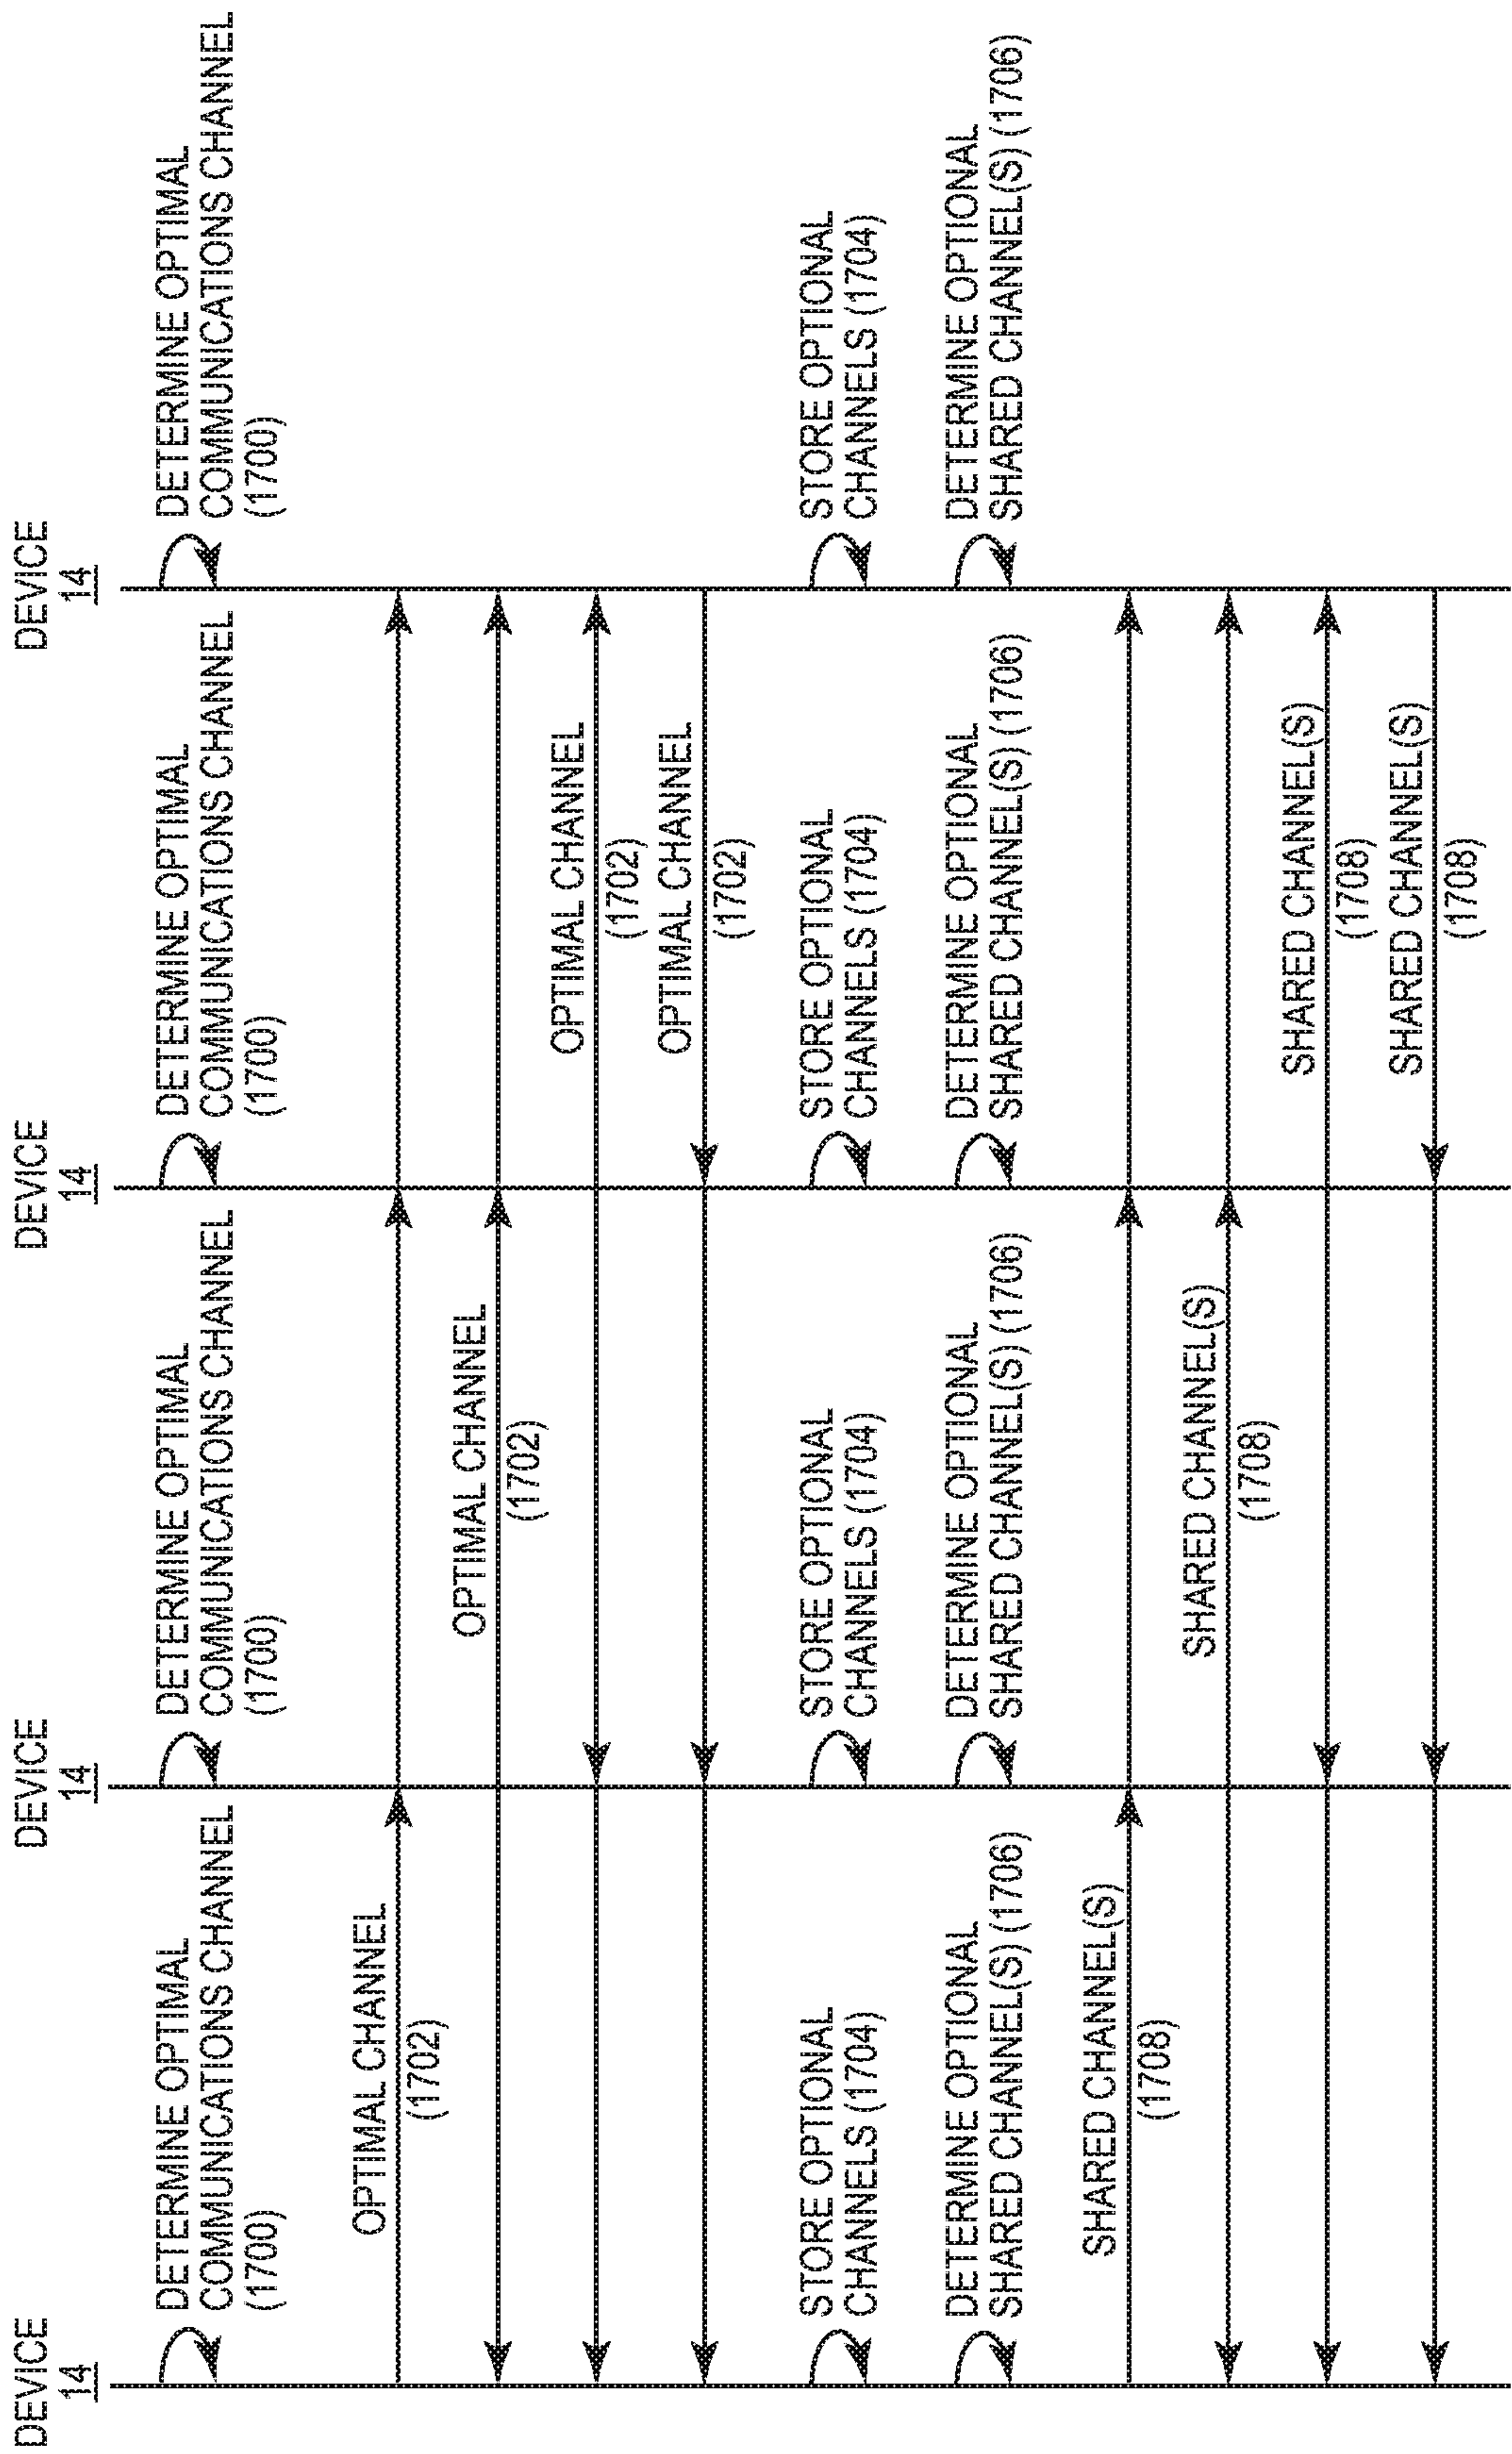 DEVICE
14
DEVICE
14
DEVICE
14
DEVICE
14
DETERMINE OPTIMAL
COMMUNICATIONS CHANNEL
(1700)
DETERMINE OPTIMAL
COMMUNICATIONS CHANNEL
(1700)
DETERMINE OPTIMAL
COMMUNICATIONS CHANNEL
(1700)
DETERMINE OPTIMAL
COMMUNICATIONS CHANNEL
(1700)
OPTIMAL CHANNEL
(1702)
OPTIMAL CHANNEL
(1702)
OPTIMAL CHANNEL
(1702)
OPTIMAL CHANNEL
(1702)
STORE OPTIONAL
CHANNELS (1704)
STORE OPTIONAL
CHANNELS (1704)
STORE OPTIONAL
CHANNELS (1704)
STORE OPTIONAL
CHANNELS (1704)
DETERMINE OPTIONAL
SHARED CHANNEL(S) (1706)
DETERMINE OPTIONAL
SHARED CHANNEL(S) (1706)
DETERMINE OPTIONAL
SHARED CHANNEL(S) (1706)
DETERMINE OPTIONAL
SHARED CHANNEL(S) (1706)
SHARED CHANNEL(S)
(1708)
SHARED CHANNEL(S)
(1708)
SHARED CHANNEL(S)
(1708)
SHARED CHANNEL(S)
(1708)